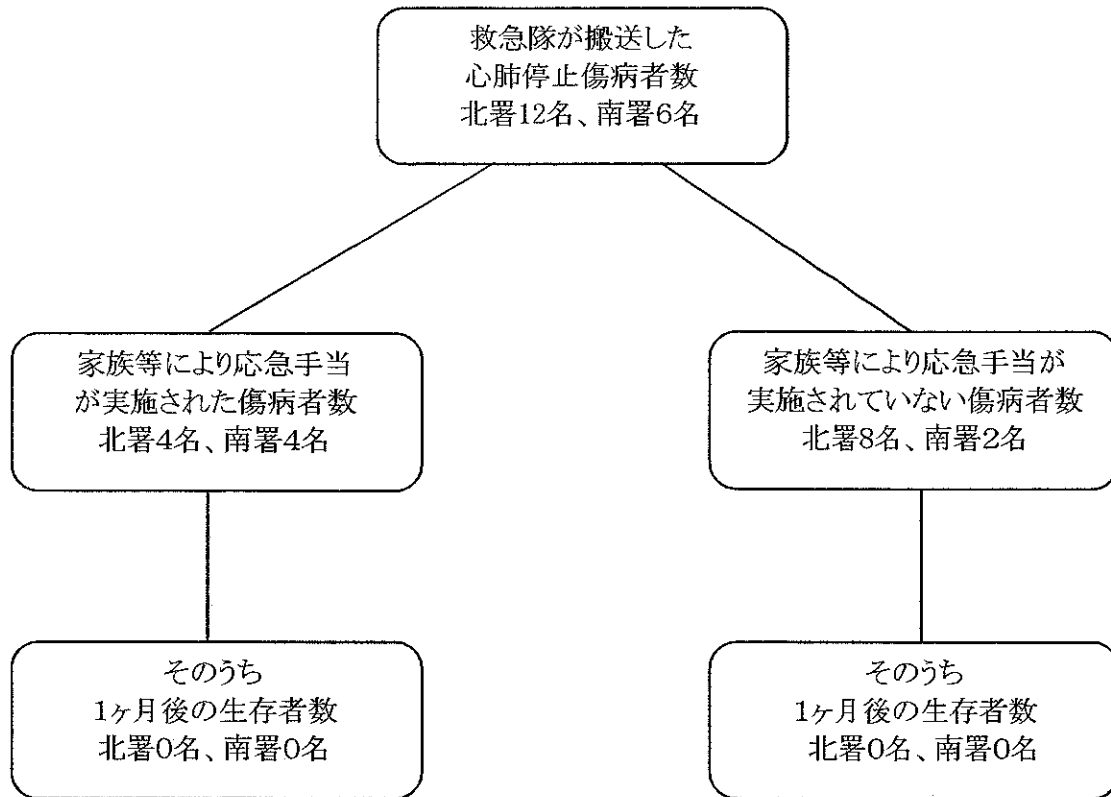 救急隊が搬送した
心肺停止傷病者数
北署12名、南署6名
家族等により応急手当
が実施された傷病者数
北署4名、南署4名
家族等により応急手当が
実施されていない傷病者数
北署8名、南署2名
そのうち
1ヶ月後の生存者数
北署0名、南署0名
そのうち
1ヶ月後の生存者数
北署0名、南署0名